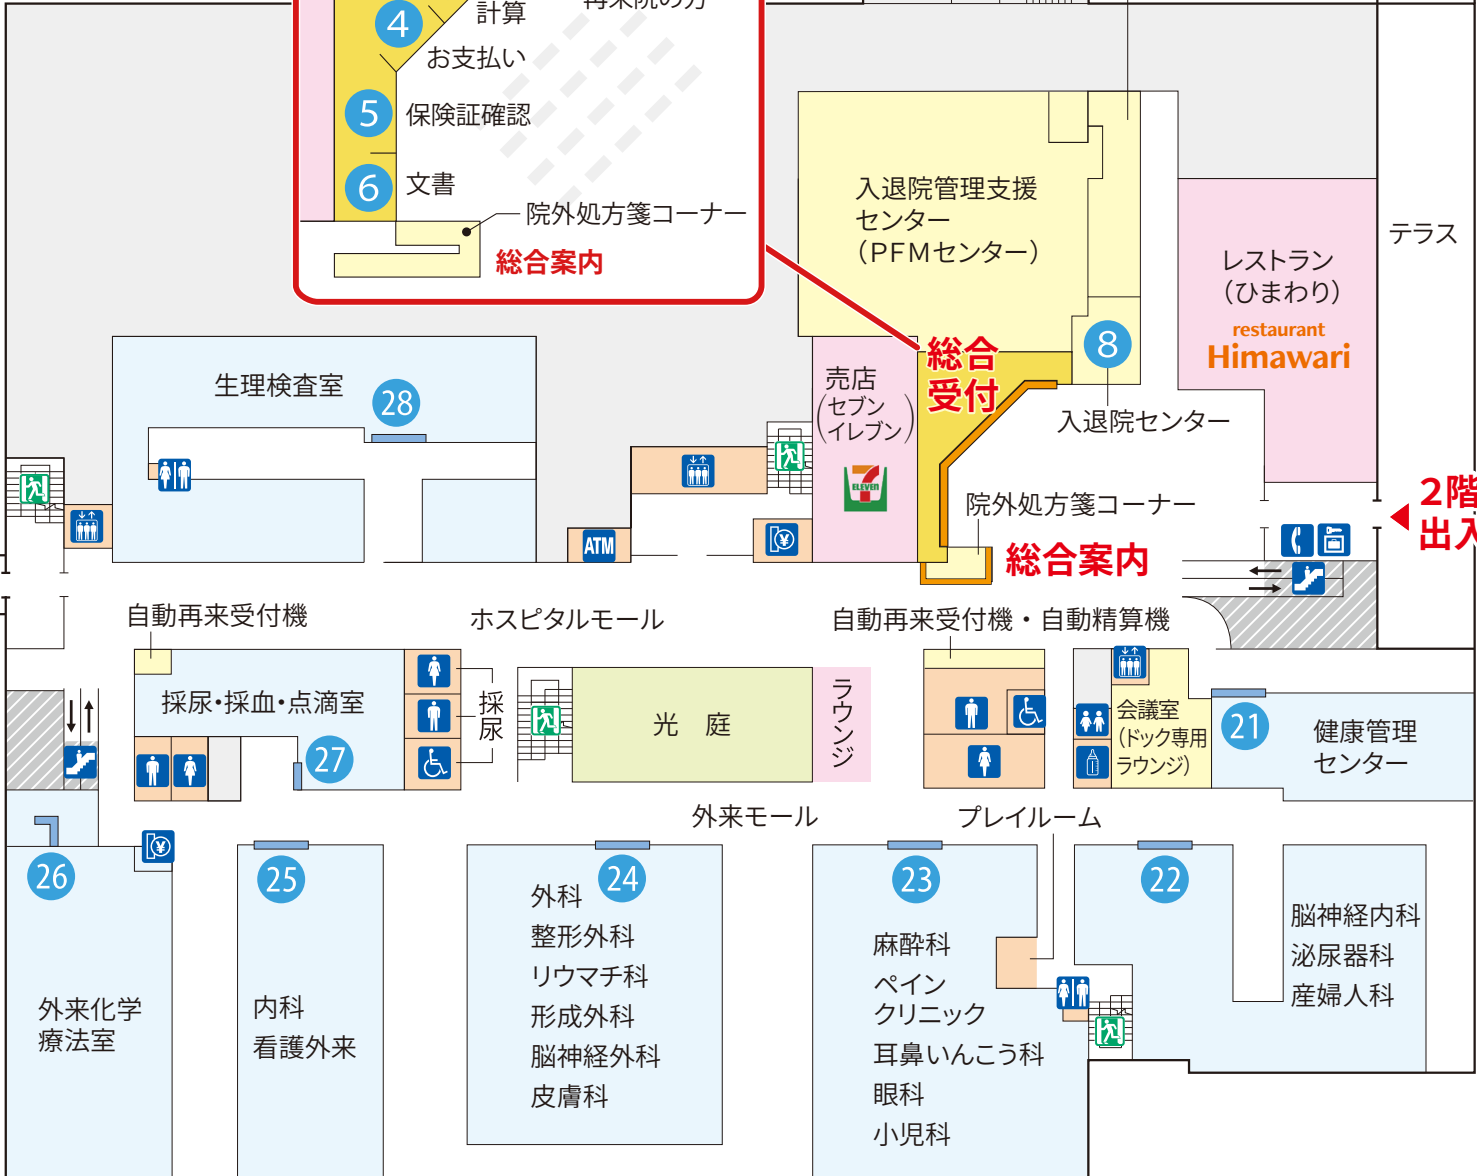 4
計算
お支払い
5
保険証確認
6
文書
院外処方箋コーナー
総合案内
入退院管理支援
センター
（PFMセンター）
テラス
レストラン
（ひまわり）
restaurant
Himawari
8
入退院センター
総合
受付
売店
（セブン
イレブン）
7
ELEVEN
生理検査室
28
ATM
¥
院外処方箋コーナー
総合案内
2階
自動再来受付機
ホスピタルモール
自動再来受付機・自動精算機
採尿・採血・点滴室
27
採尿
光 庭
ラウンジ
会議室
（ドック専用
ラウンジ）
21
健康管理
センター
外来モール
プレイルーム
¥
26
外来化学
療法室
25
内科
看護外来
24
外科
整形外科
リウマチ科
形成外科
脳神経外科
皮膚科
23
麻酔科
ペイン
クリニック
耳鼻いんこう科
眼科
小児科
22
脳神経内科
泌尿器科
産婦人科